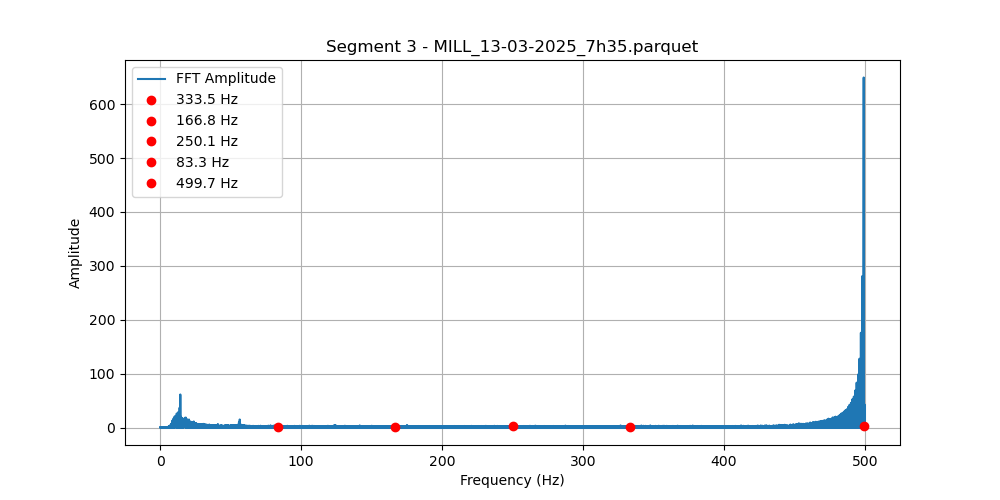 Segment 3 - MILL_13-03-2025_7h35.parquet
FFT Amplitude
333.5 Hz
166.8 Hz
250.1 Hz
83.3 Hz
499.7 Hz
Amplitude
600
500
400
300
200
100
0
0 100 200 300 400 500
Frequency (Hz)